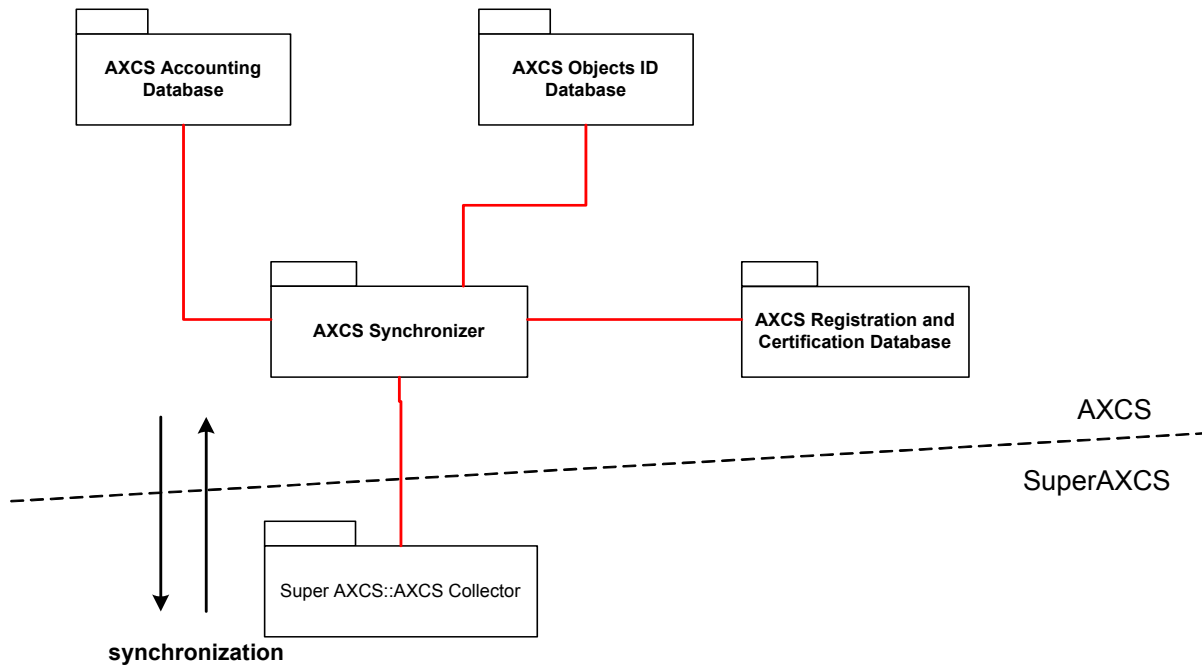 AXCS Accounting
Database
AXCS Objects ID
Database
AXCS Synchronizer
AXCS Registration and
Certification Database
AXCS
SuperAXCS
Super AXCS::AXCS Collector
synchronization